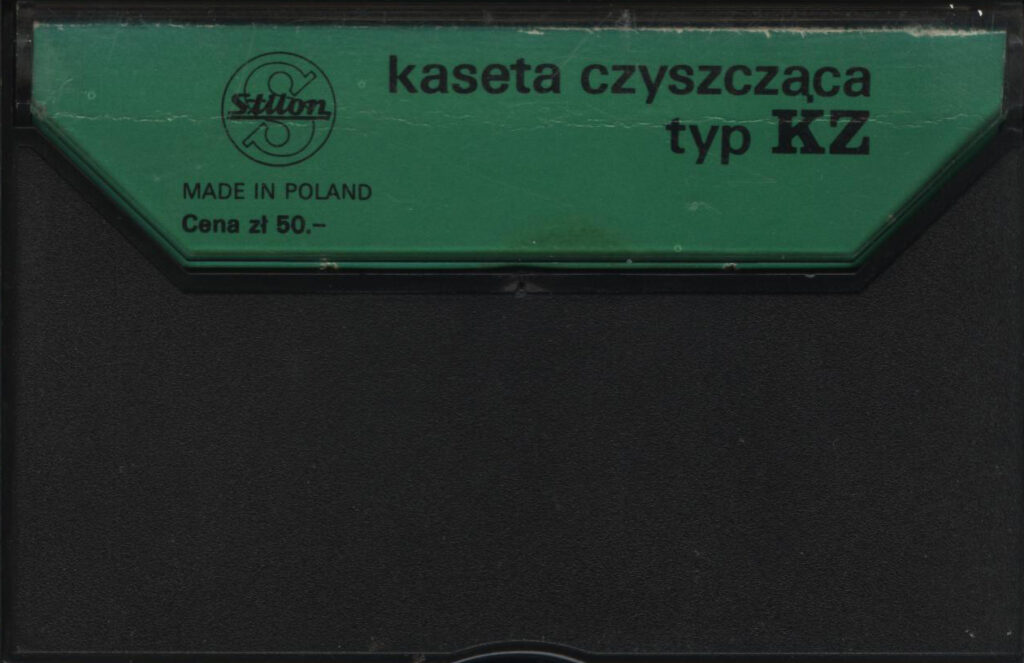 kaseta czyszcząca
typ KZ
Stilon
MADE IN POLAND
Cena zł 50.-